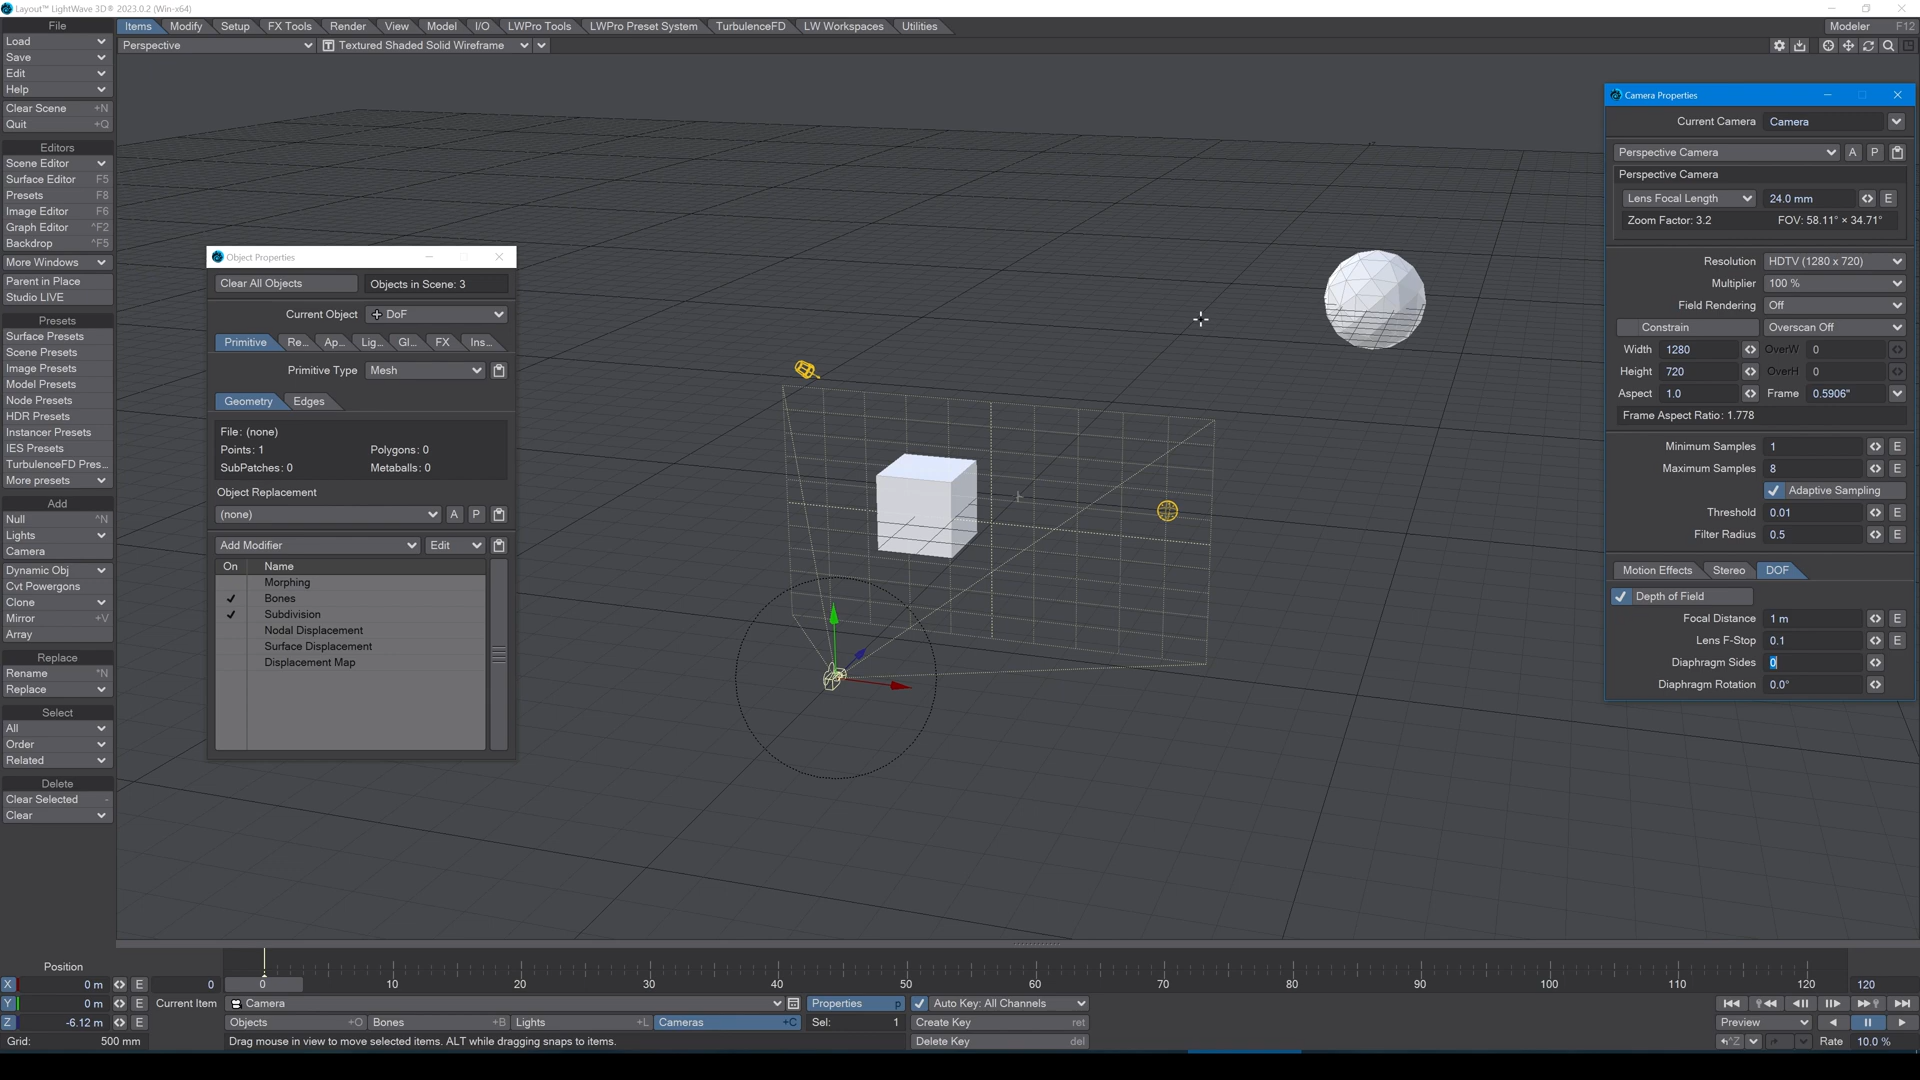 Layout™ LightWave 3D® 2023.0.2 (Win-x64)
File Items Modify Setup FX Tools Render View Model I/O LWPro Tools LWPro Preset System TurbulenceFD LW Workspaces Utilities Modeler F12
Load
Perspective Textured Shaded Solid Wireframe
Save
Edit
Help
Clear Scene +N
Quit +Q
Editors
Scene Editor
Surface Editor F5
Presets F8
Image Editor F6
Graph Editor ^F2
Backdrop ^F5
More Windows
Parent in Place
Studio LIVE
Presets
Surface Presets
Scene Presets
Image Presets
Model Presets
Node Presets
HDR Presets
Instancer Presets
IES Presets
TurbulenceFD Pres...
More presets
Add
Null ^N
Lights
Camera
Dynamic Obj
Cvt Powergons
Clone
Mirror +V
Array
Replace
Rename ^N
Replace
Select
All
Order
Related
Delete
Clear Selected -
Clear
Object Properties
Clear All Objects Objects in Scene: 3
Current Object DoF
Primitive Re... Ap... Lig... Gl... FX Ins...
Primitive Type Mesh
Geometry Edges
File: (none)
Points: 1 Polygons: 0
SubPatches: 0 Metaballs: 0
Object Replacement
(none) A P
Add Modifier Edit
On Name
Morphing
Bones
Subdivision
Nodal Displacement
Surface Displacement
Displacement Map
Camera Properties
Current Camera Camera
Perspective Camera A P
Perspective Camera
Lens Focal Length 24.0 mm E
Zoom Factor: 3.2 FOV: 58.11° × 34.71°
Resolution HDTV (1280 x 720)
Multiplier 100 %
Field Rendering Off
Constrain Overscan Off
Width 1280 OverW 0
Height 720 OverH 0
Aspect 1.0 Frame 0.5906"
Frame Aspect Ratio: 1.778
Minimum Samples 1 E
Maximum Samples 8 E
Adaptive Sampling
Threshold 0.01 E
Filter Radius 0.5 E
Motion Effects Stereo DOF
Depth of Field
Focal Distance 1 m E
Lens F-Stop 0.1 E
Diaphragm Sides 0
Diaphragm Rotation 0.0°
Position
X 0 m E 0 0 10 20 30 40 50 60 70 80 90 100 110 120 120
Y 0 m E Current Item Camera Properties p Auto Key: All Channels
Z -6.12 m E Objects +O Bones +B Lights +L Cameras +C Sel: 1 Create Key ret Preview
Grid: 500 mm Drag mouse in view to move selected items. ALT while dragging snaps to items. Delete Key del ^Z Rate 10.0 %